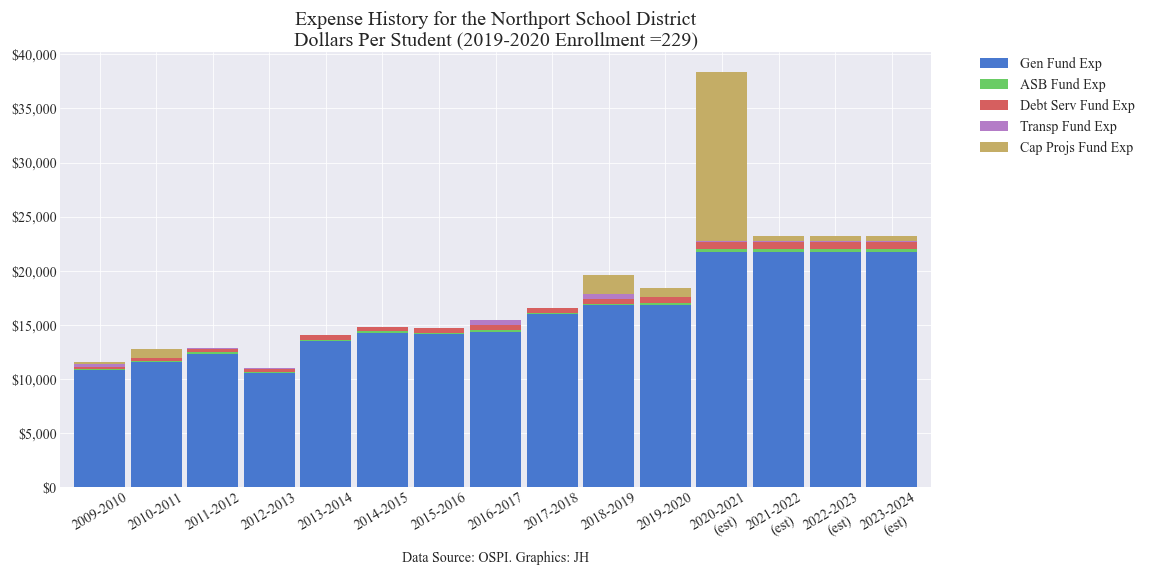 Expense History for the Northport School District
Dollars Per Student (2019-2020 Enrollment =229)
$40,000
$35,000
$30,000
$25,000
$20,000
$15,000
$10,000
$5,000
$0
Gen Fund Exp
ASB Fund Exp
Debt Serv Fund Exp
Transp Fund Exp
Cap Projs Fund Exp
2009-2010
2010-2011
2011-2012
2012-2013
2013-2014
2014-2015
2015-2016
2016-2017
2017-2018
2018-2019
2019-2020
2020-2021
(est)
2021-2022
(est)
2022-2023
(est)
2023-2024
(est)
Data Source: OSPI. Graphics: JH